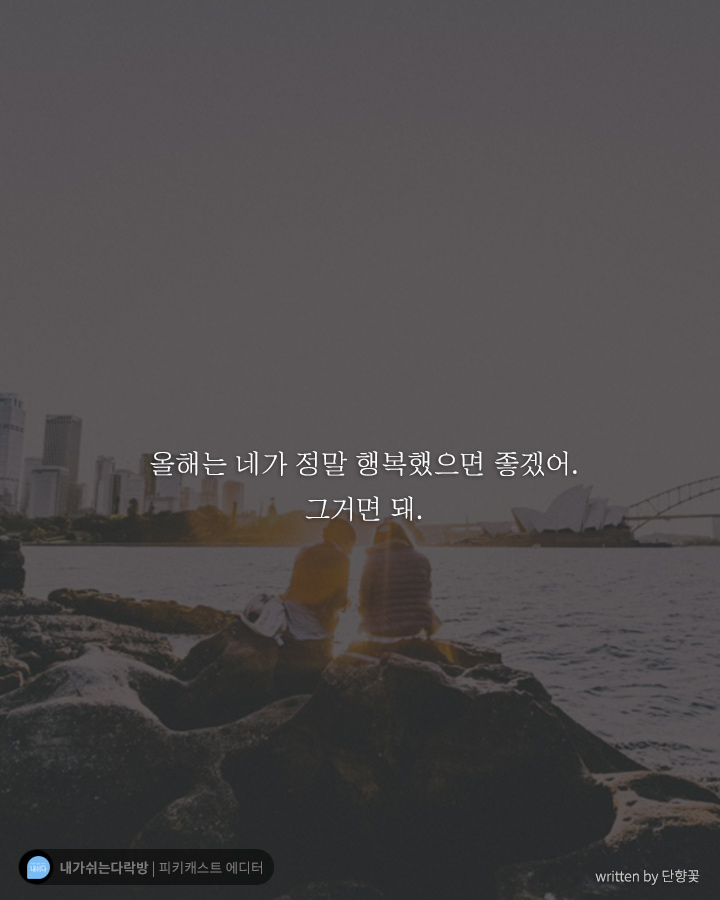 올해는 네가 정말 행복했으면 좋겠어.
그거면 돼.
내가쉬는다락방 | 피키캐스트 에디터
written by 단향꽃